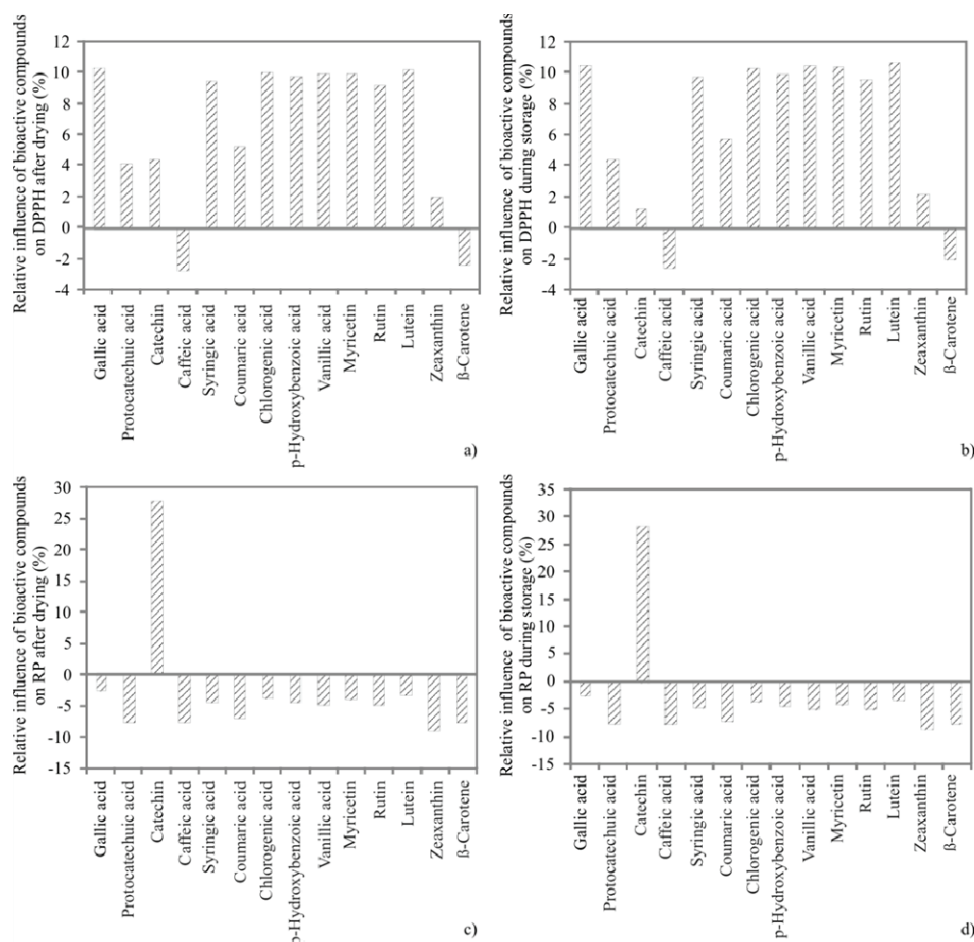 Relative influence of bioactive compounds
on DPPH after drying (%)
12
10
8
6
4
2
0
-2
-4
Gallic acid
Protocatechuic acid
Catechin
Caffeic acid
Syringic acid
Coumaric acid
Chlorogenic acid
p-Hydroxybenzoic acid
Vanillic acid
Myricetin
Rutin
Lutein
Zeaxanthin
ß-Carotene
a)
Relative influence of bioactive compounds
on DPPH during storage (%)
12
10
8
6
4
2
0
-2
-4
Gallic acid
Protocatechuic acid
Catechin
Caffeic acid
Syringic acid
Coumaric acid
Chlorogenic acid
p-Hydroxybenzoic acid
Vanillic acid
Myricetin
Rutin
Lutein
Zeaxanthin
ß-Carotene
b)
Relative influence of bioactive compounds
on RP after drying (%)
30
25
20
15
10
5
0
-5
-10
-15
Gallic acid
Protocatechuic acid
Catechin
Caffeic acid
Syringic acid
Coumaric acid
Chlorogenic acid
p-Hydroxybenzoic acid
Vanillic acid
Myricetin
Rutin
Lutein
Zeaxanthin
ß-Carotene
c)
Relative influence of bioactive compounds
on RP during storage (%)
35
30
25
20
15
10
5
0
-5
-10
-15
Gallic acid
Protocatechuic acid
Catechin
Caffeic acid
Syringic acid
Coumaric acid
Chlorogenic acid
p-Hydroxybenzoic acid
Vanillic acid
Myricetin
Rutin
Lutein
Zeaxanthin
ß-Carotene
d)